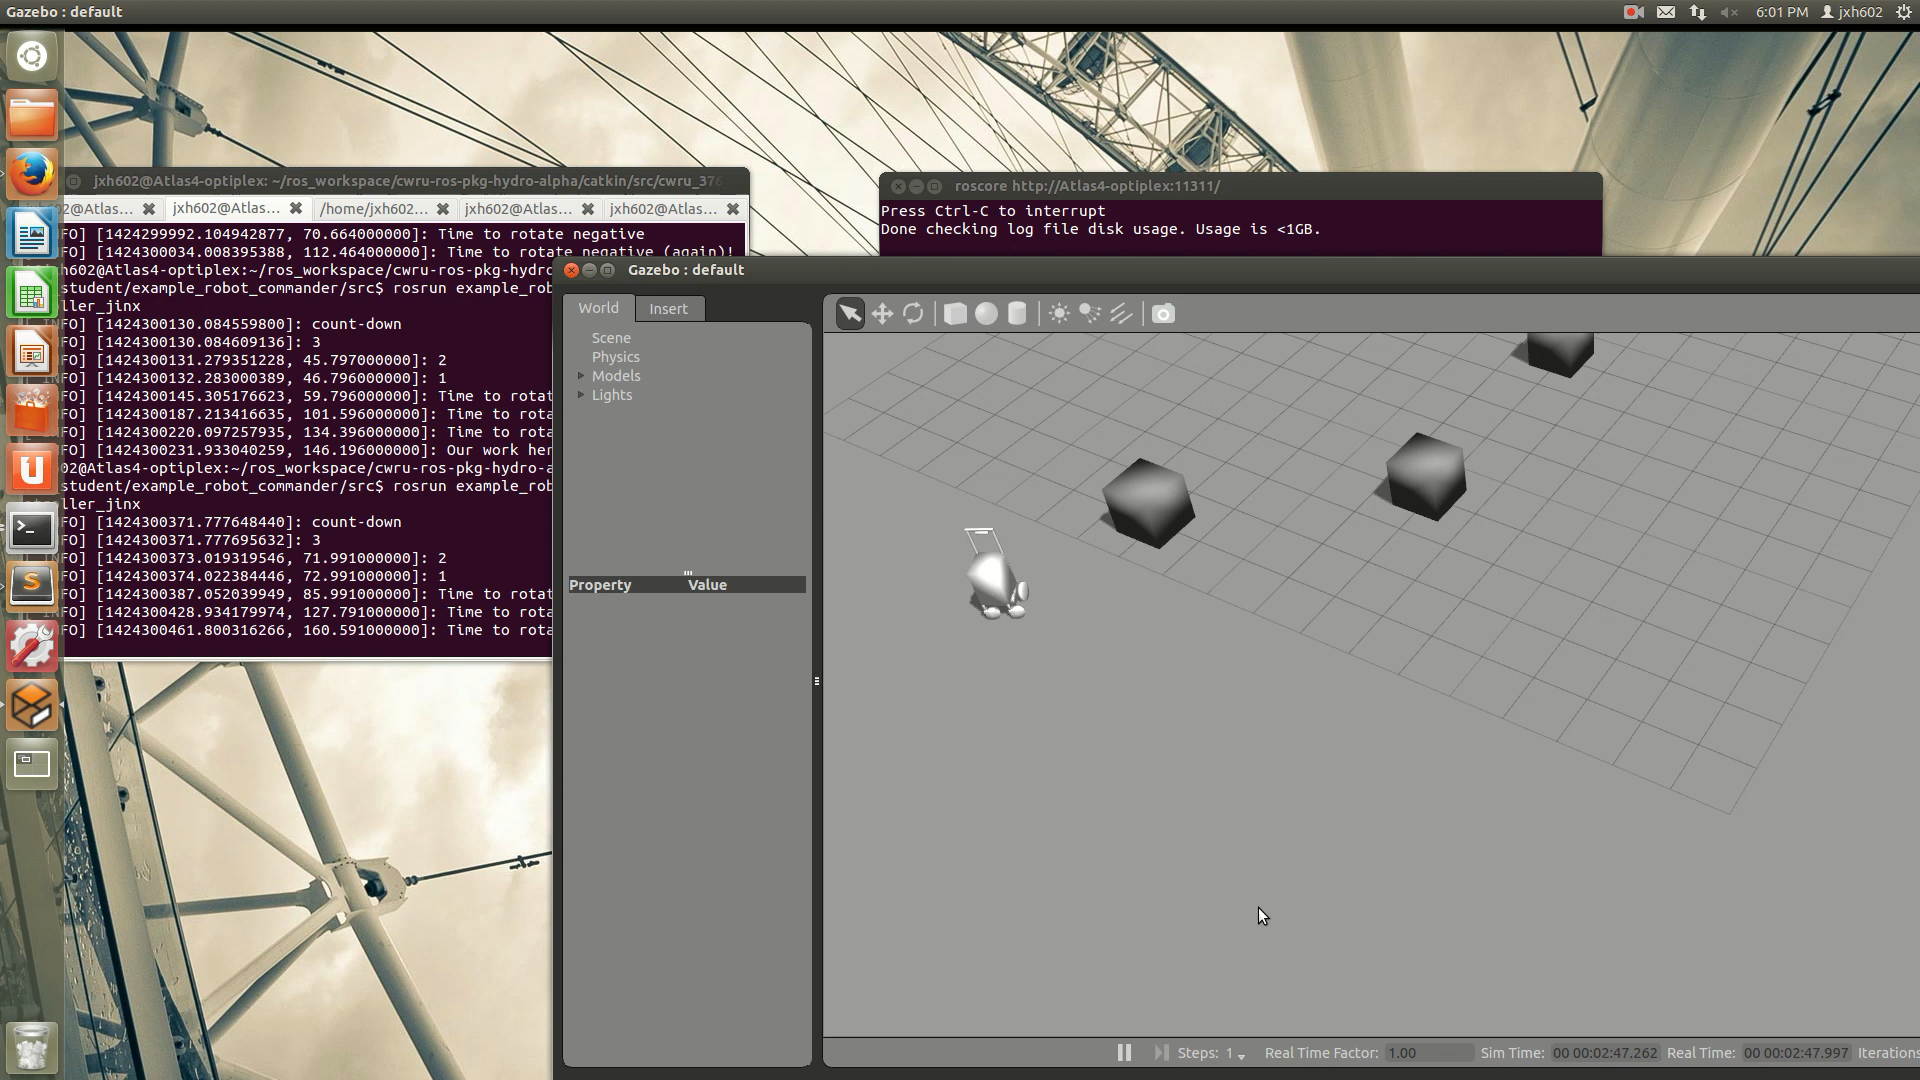 Gazebo : default
6:01 PM jxh602
jxh602@Atlas4-optiplex: ~/ros_workspace/cwru-ros-pkg-hydro-alpha/catkin/src/cwru_376
02@Atlas... jxh602@Atlas... /home/jxh602... jxh602@Atlas... jxh602@Atlas...
FO] [1424299992.104942877, 70.664000000]: Time to rotate negative
FO] [1424300034.008395388, 112.464000000]: Time to rotate negative (again)!
h602@Atlas4-optiplex:~/ros_workspace/cwru-ros-pkg-hydro
student/example_robot_commander/src$ rosrun example_rob
ller_jinx
FO] [1424300130.084559800]: count-down
FO] [1424300130.084609136]: 3
FO] [1424300131.279351228, 45.797000000]: 2
FO] [1424300132.283000389, 46.796000000]: 1
FO] [1424300145.305176623, 59.796000000]: Time to rotat
FO] [1424300187.213416635, 101.596000000]: Time to rota
FO] [1424300220.097257935, 134.396000000]: Time to rota
FO] [1424300231.933040259, 146.196000000]: Our work her
02@Atlas4-optiplex:~/ros_workspace/cwru-ros-pkg-hydro-a
student/example_robot_commander/src$ rosrun example_rob
ller_jinx
FO] [1424300371.777648440]: count-down
FO] [1424300371.777695632]: 3
FO] [1424300373.019319546, 71.991000000]: 2
FO] [1424300374.022384446, 72.991000000]: 1
FO] [1424300387.052039949, 85.991000000]: Time to rotat
FO] [1424300428.934179974, 127.791000000]: Time to rota
FO] [1424300461.800316266, 160.591000000]: Time to rota
roscore http://Atlas4-optiplex:11311/
Press Ctrl-C to interrupt
Done checking log file disk usage. Usage is <1GB.
Gazebo : default
World Insert
Scene
Physics
Models
Lights
Property Value
Steps: 1 Real Time Factor: 1.00 Sim Time: 00 00:02:47.262 Real Time: 00 00:02:47.997 Iterations